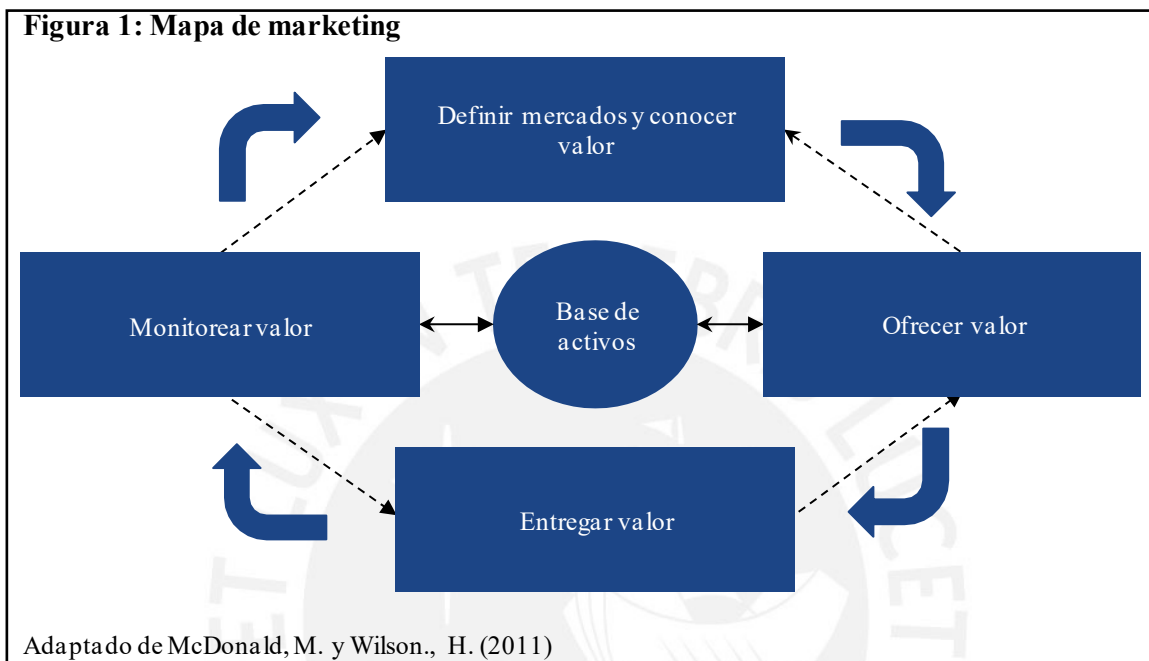 Figura 1: Mapa de marketing
Definir mercados y conocer
valor
Monitorear valor
Base de
activos
Ofrecer valor
Entregar valor
Adaptado de McDonald, M. y Wilson., H. (2011)